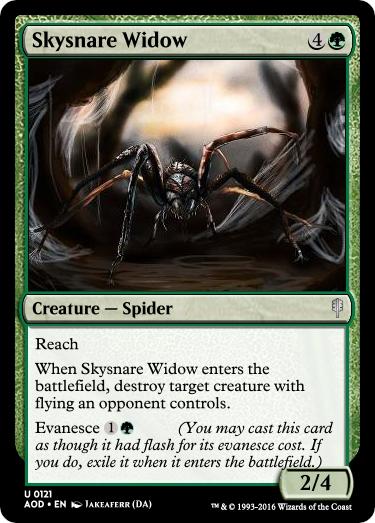 Skysnare Widow 4
Creature — Spider
Reach
When Skysnare Widow enters the
battlefield, destroy target creature with
flying an opponent controls.
Evanesce 1 (You may cast this card
as though it had flash for its evanesce cost. If
you do, exile it when it enters the battlefield.)
2/4
U 0121
AOD • EN JAKEAFERR (DA)
™ & © 1993-2016 Wizards of the Coast